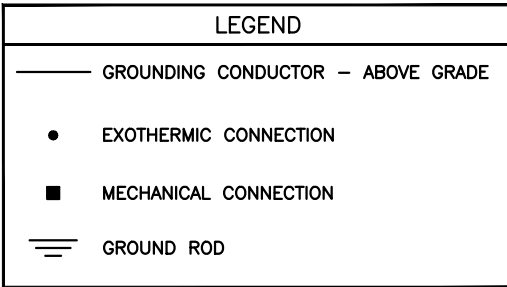 LEGEND
GROUNDING CONDUCTOR – ABOVE GRADE
EXOTHERMIC CONNECTION
MECHANICAL CONNECTION
GROUND ROD